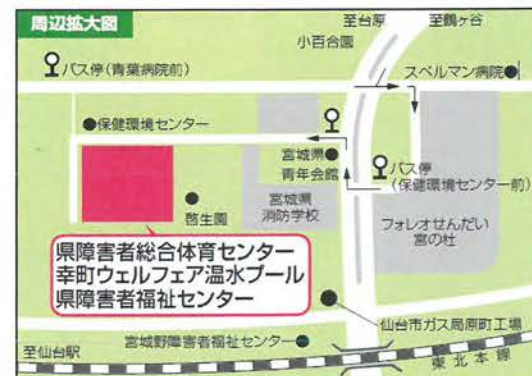 周辺拡大図
至台原
至鶴ヶ谷
小百合園
バス停(青葉病院前)
スペルマン病院
保健環境センター
宮城県
青年会館
バス停
(保健環境センター前)
宮城県
消防学校
啓生園
フォレオせんだい
宮の杜
県障害者総合体育センター
幸町ウェルフェア温水プール
県障害者福祉センター
仙台市ガス局原町工場
宮城野障害者福祉センター
至仙台駅
東北本線